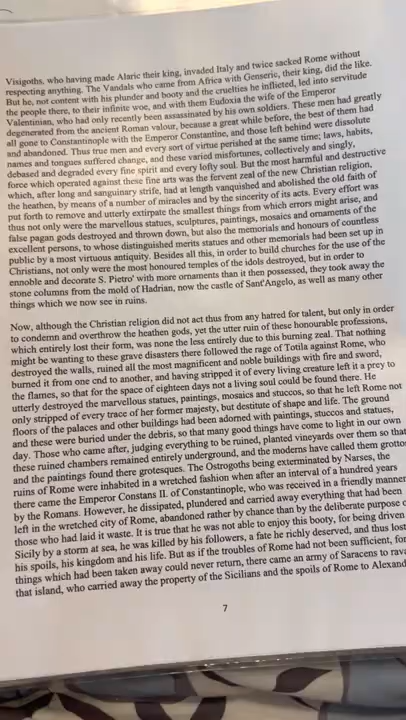 Visigoths, who having made Alaric their king, invaded Italy and twice sacked Rome without
respecting anything. The Vandals who came from Africa with Genseric, their king, did the like.
But he, not content with his plunder and booty and the cruelties he inflicted, led into servitude
the people there, to their infinite woe, and with them Eudoxia the wife of the Emperor
Valentinian, who had only recently been assassinated by his own soldiers. These men had greatly
degenerated from the ancient Roman valour, because a great while before, the best of them had
all gone to Constantinople with the Emperor Constantine, and those left behind were dissolute
and abandoned. Thus true men and every sort of virtue perished at the same time; laws, habits,
names and tongues suffered change, and these varied misfortunes, collectively and singly,
debased and degraded every fine spirit and every lofty soul. But the most harmful and destructive
force which operated against these fine arts was the fervent zeal of the new Christian religion,
which, after long and sanguinary strife, had at length vanquished and abolished the old faith of
the heathen, by means of a number of miracles and by the sincerity of its acts. Every effort was
put forth to remove and utterly extirpate the smallest things from which errors might arise, and
thus not only were the marvellous statues, sculptures, paintings, mosaics and ornaments of the
false pagan gods destroyed and thrown down, but also the memorials and honours of countless
excellent persons, to whose distinguished merits statues and other memorials had been set up in
public by a most virtuous antiquity. Besides all this, in order to build churches for the use of the
Christians, not only were the most honoured temples of the idols destroyed, but in order to
ennoble and decorate S. Pietro' with more ornaments than it then possessed, they took away the
stone columns from the mold of Hadrian, now the castle of Sant'Angelo, as well as many other
things which we now see in ruins.
Now, although the Christian religion did not act thus from any hatred for talent, but only in order
to condemn and overthrow the heathen gods, yet the utter ruin of these honourable professions,
which entirely lost their form, was none the less entirely due to this burning zeal. That nothing
might be wanting to these grave disasters there followed the rage of Totila against Rome, who
destroyed the walls, ruined all the most magnificent and noble buildings with fire and sword,
burned it from one end to another, and having stripped it of every living creature left it a prey to
the flames, so that for the space of eighteen days not a living soul could be found there. He
utterly destroyed the marvellous statues, paintings, mosaics and stuccos, so that he left Rome not
only stripped of every trace of her former majesty, but destitute of shape and life. The ground
floors of the palaces and other buildings had been adorned with paintings, stuccos and statues,
and these were buried under the debris, so that many good things have come to light in our own
day. Those who came after, judging everything to be ruined, planted vineyards over them so that
these ruined chambers remained entirely underground, and the moderns have called them grottos
and the paintings found there grotesques. The Ostrogoths being exterminated by Narses, the
ruins of Rome were inhabited in a wretched fashion when after an interval of a hundred years
there came the Emperor Constans II. of Constantinople, who was received in a friendly manner
by the Romans. However, he dissipated, plundered and carried away everything that had been
left in the wretched city of Rome, abandoned rather by chance than by the deliberate purpose o
those who had laid it waste. It is true that he was not able to enjoy this booty, for being driven
Sicily by a storm at sea, he was killed by his followers, a fate he richly deserved, and thus lost
his spoils, his kingdom and his life. But as if the troubles of Rome had not been sufficient, for
things which had been taken away could never return, there came an army of Saracens to rava
that island, who carried away the property of the Sicilians and the spoils of Rome to Alexand
7